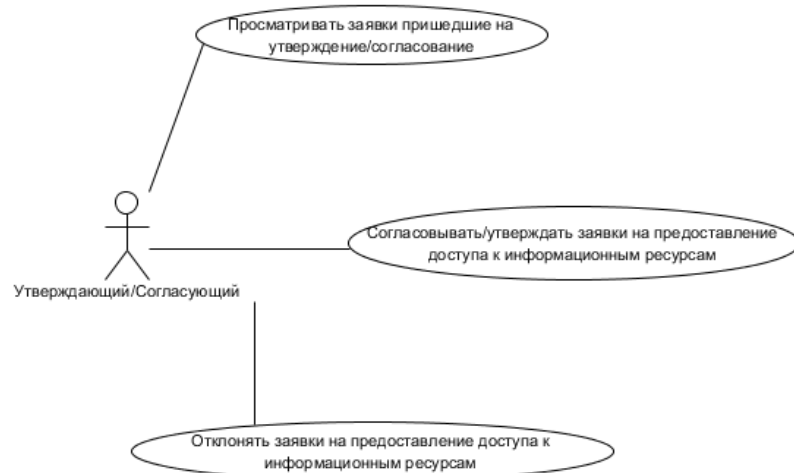 Просматривать заявки пришедшие на
утверждение/согласование
Согласовывать/утверждать заявки на предоставление
доступа к информационным ресурсам
Утверждающий/Согласующий
Отклонять заявки на предоставление доступа к
информационным ресурсам